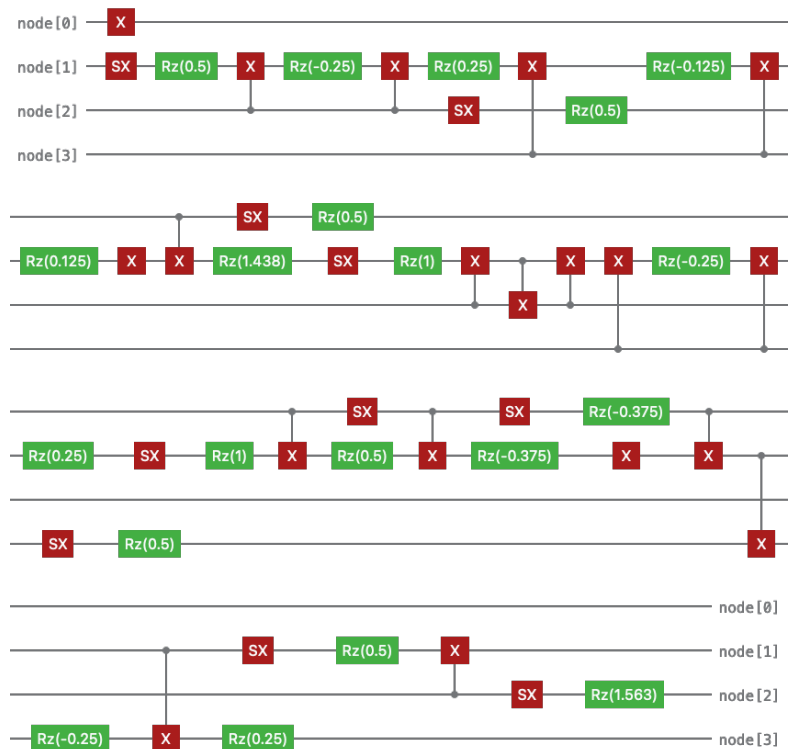 node[0] X
node[1] SX Rz(0.5) X Rz(-0.25) X Rz(0.25) X Rz(-0.125) X
node[2] SX Rz(0.5)
node[3]
SX Rz(0.5)
Rz(0.125) X X Rz(1.438) SX Rz(1) X X X Rz(-0.25) X
X
SX SX Rz(-0.375)
Rz(0.25) SX Rz(1) X Rz(0.5) X Rz(-0.375) X X
SX Rz(0.5) X
node[0]
SX Rz(0.5) X node[1]
SX Rz(1.563) node[2]
Rz(-0.25) X Rz(0.25) node[3]